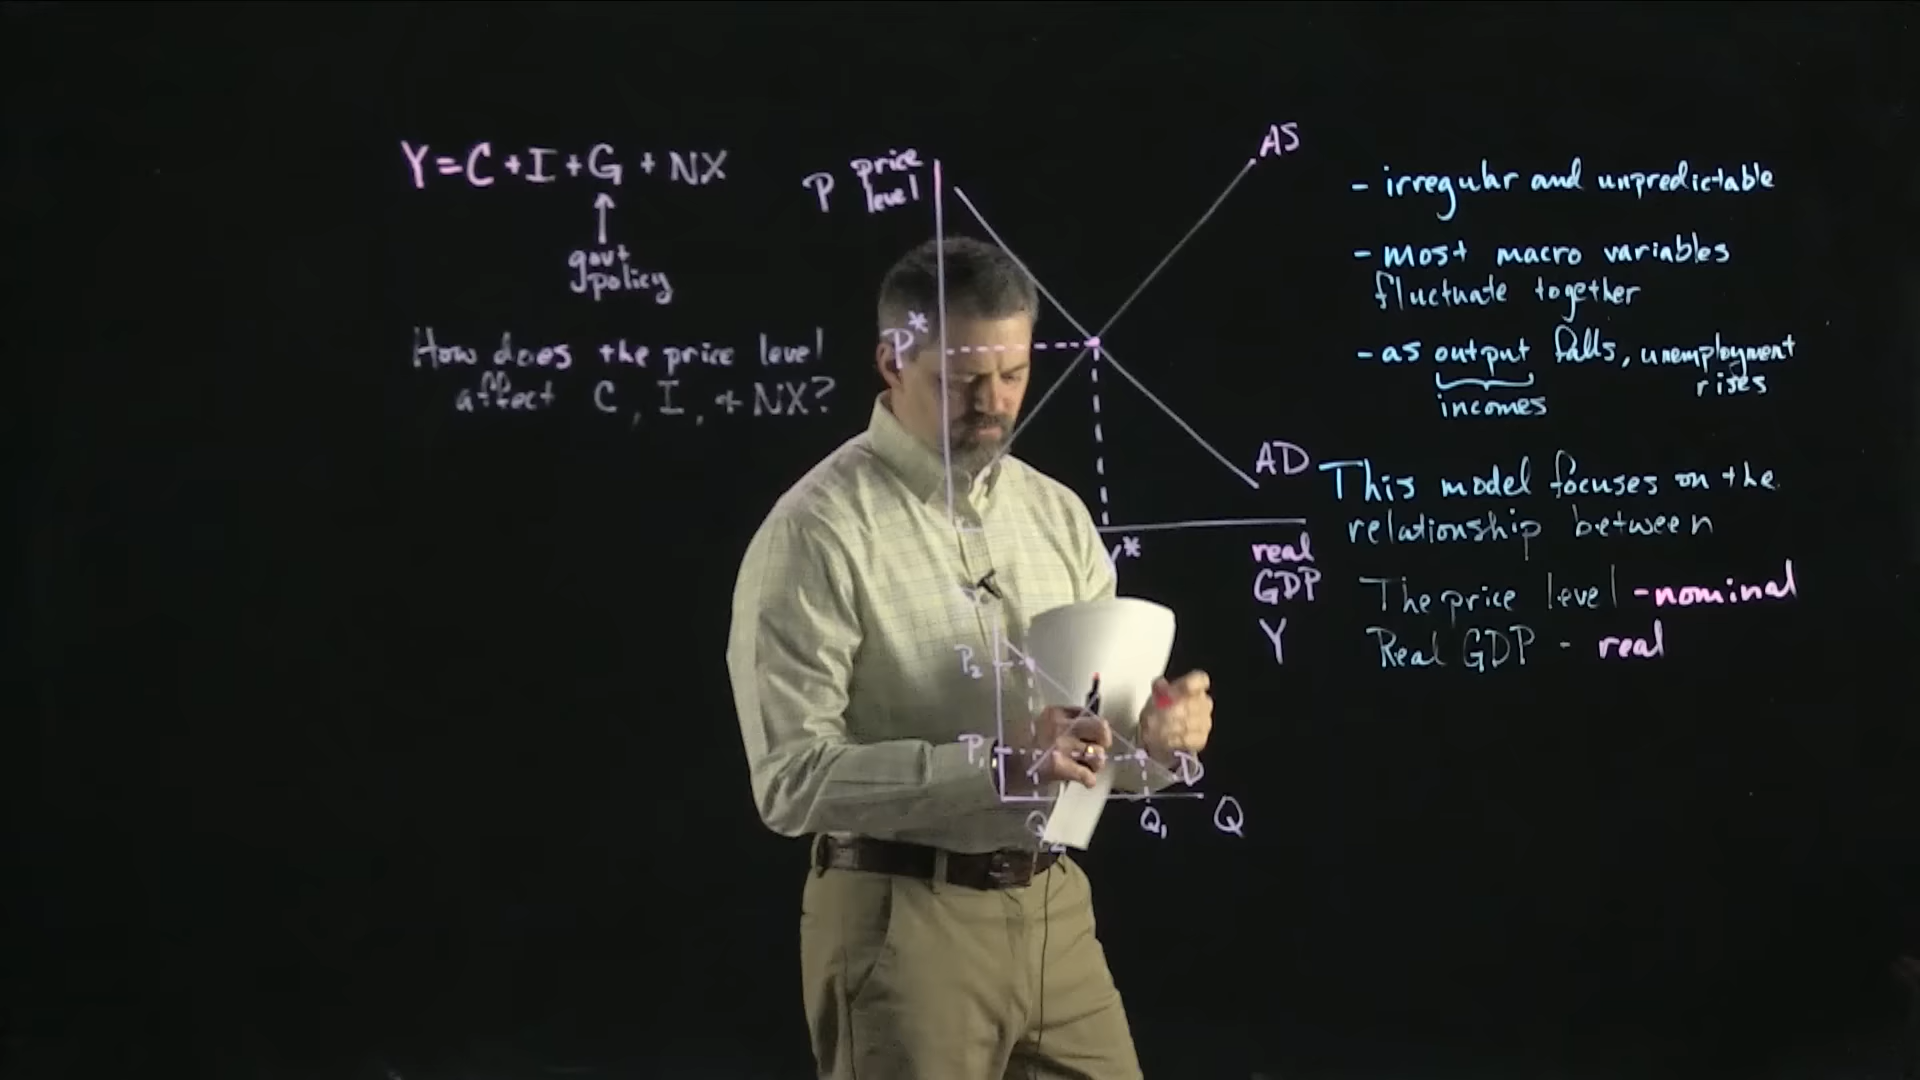 Y = C + I + G + NX
gov't
policy
How does the price level
affect C, I, + NX?
P price
level
AS
P*
AD
Y*
real
GDP
Y
P₂
P₁
D
Q₂
Q₁
Q
- irregular and unpredictable
- most macro variables
fluctuate together
- as output falls, unemployment
rises
incomes
This model focuses on the
relationship between
The price level - nominal
Real GDP - real